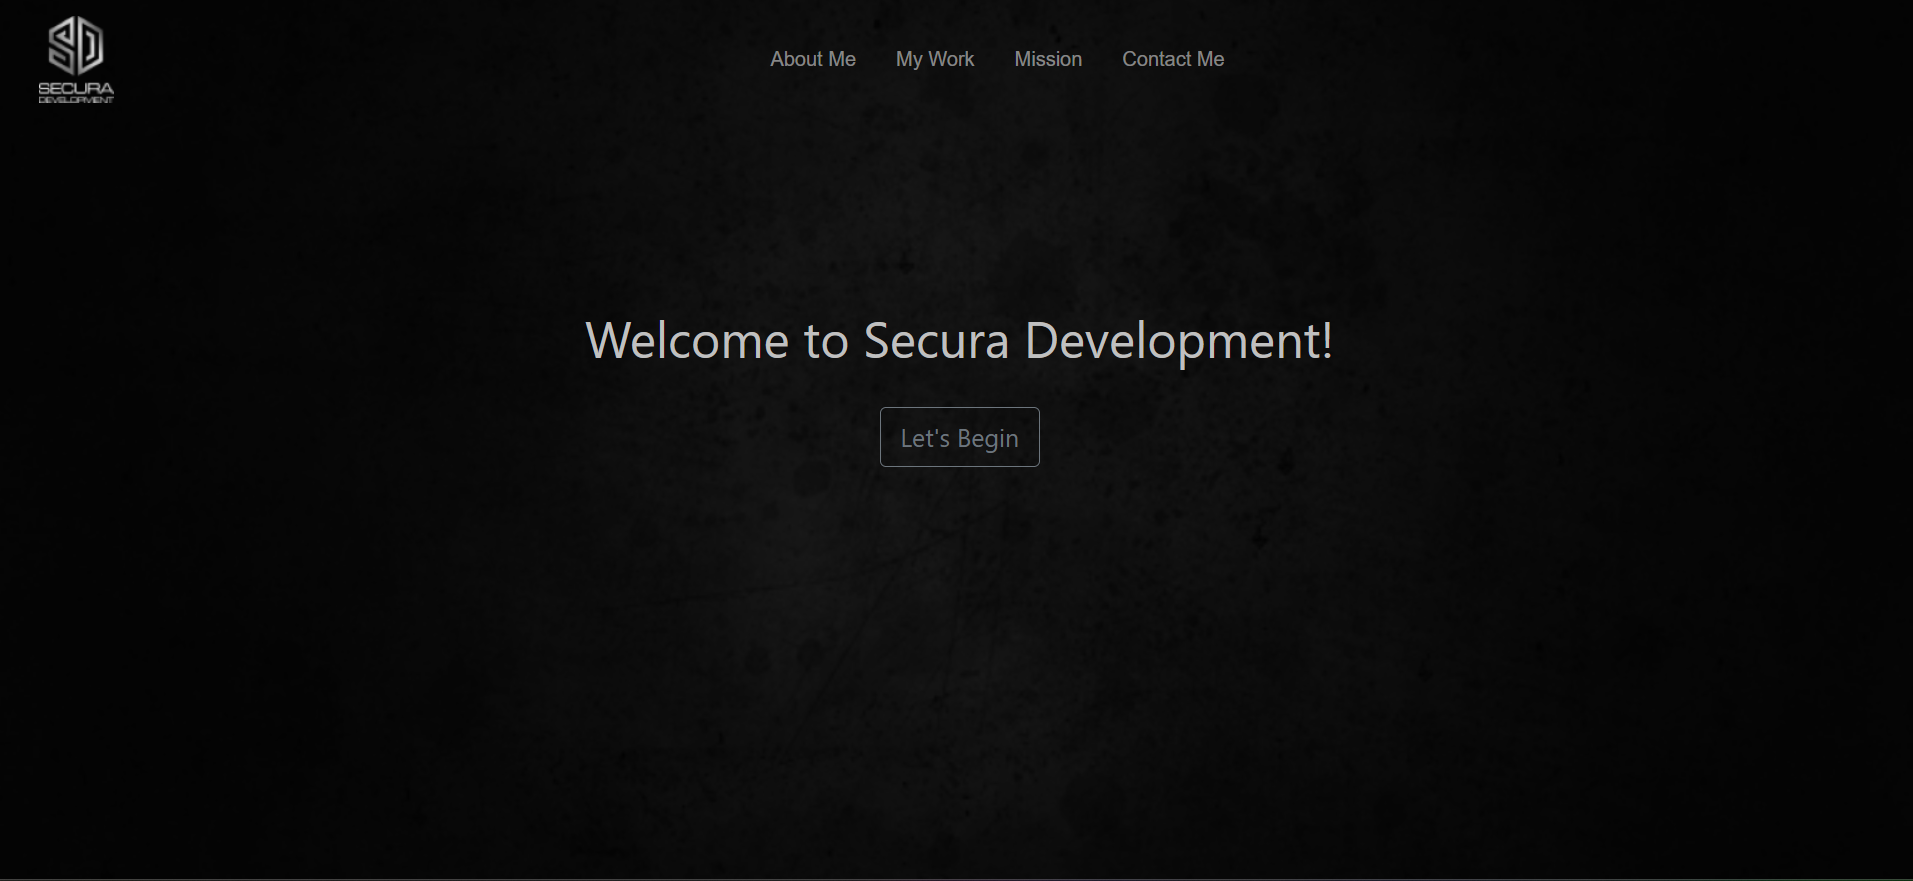 SD
SECURA
DEVELOPMENT
About Me My Work Mission Contact Me
Welcome to Secura Development!
Let's Begin